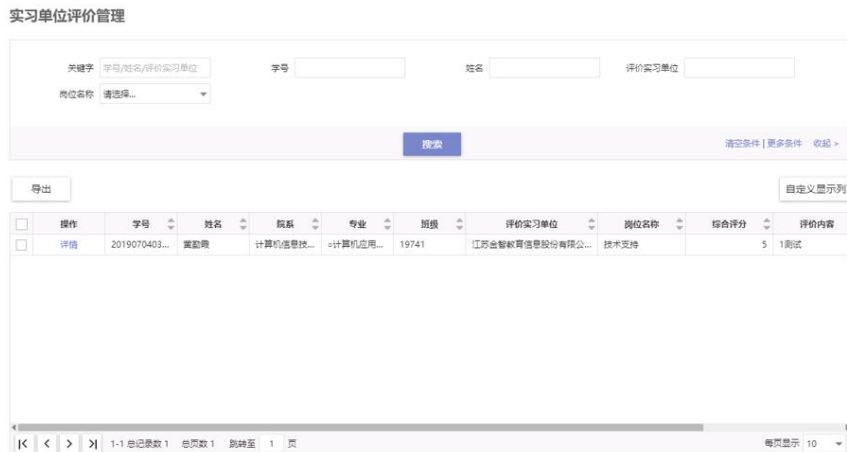 实习单位评价管理
关键字 学号/姓名/评价实习单位 学号 姓名 评价实习单位
岗位名称 请选择...
搜索 清空条件 | 更多条件 收起 >
导出 自定义显示列
操作 学号 姓名 院系 专业 班级 评价实习单位 岗位名称 综合评分 评价内容
详情 2019070403... 黄勤霞 计算机信息技... 计算机应用... 19741 江苏金智教育信息股份有限公... 技术支持 5 1测试
1-1 总记录数 1 总页数 1 跳转至 1 页 每页显示 10